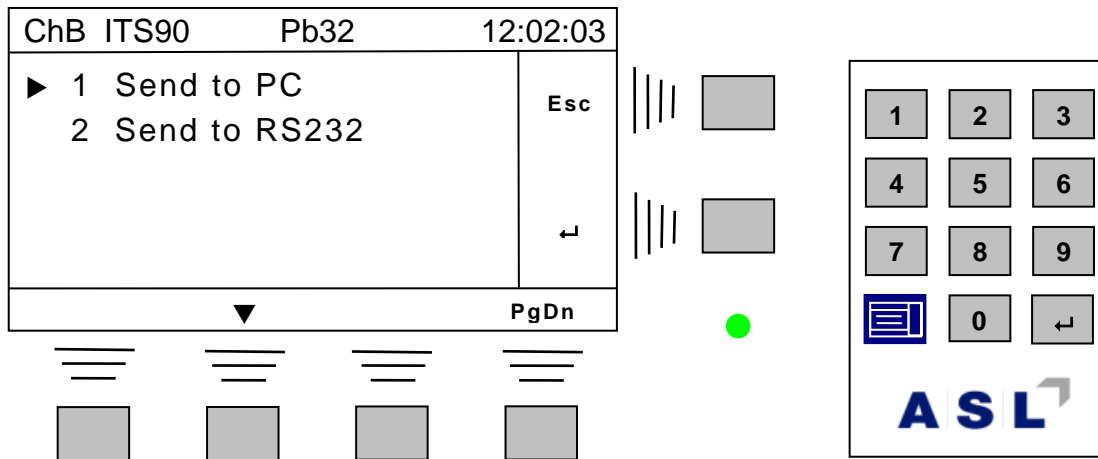 ChB ITS90 Pb32 12:02:03
▶ 1 Send to PC
2 Send to RS232
Esc
↵
▼ PgDn
1 2 3
4 5 6
7 8 9
0 ↵
ASL